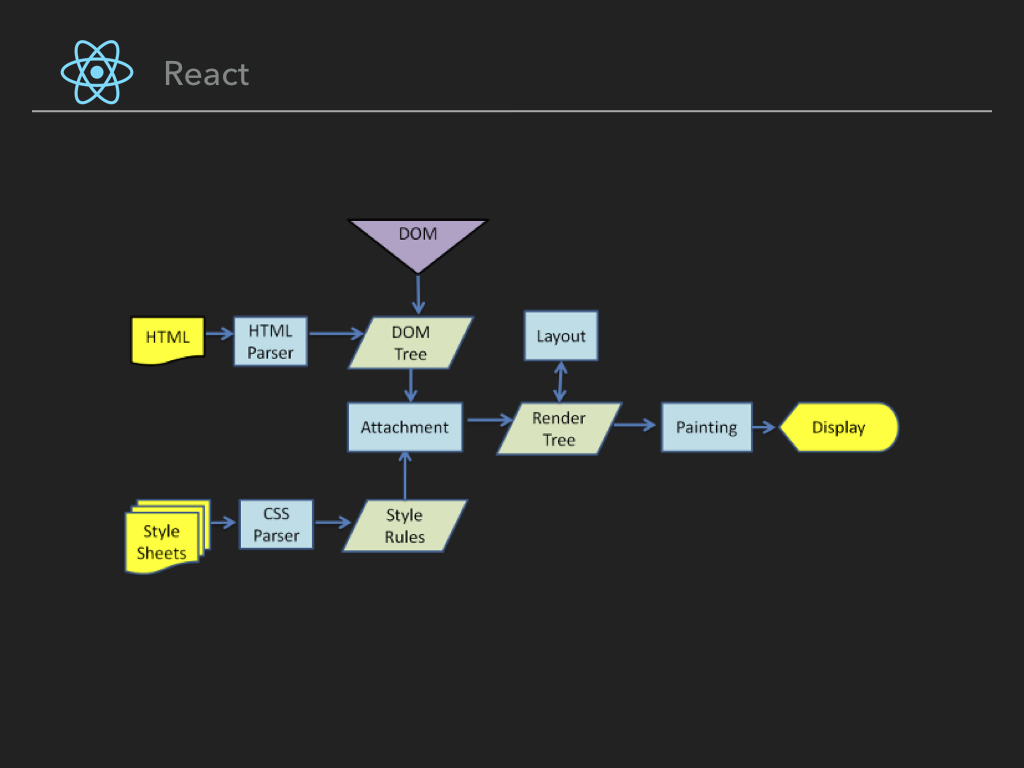 React
DOM
HTML
HTML
Parser
DOM
Tree
Layout
Attachment
Render
Tree
Painting
Display
Style
Sheets
CSS
Parser
Style
Rules